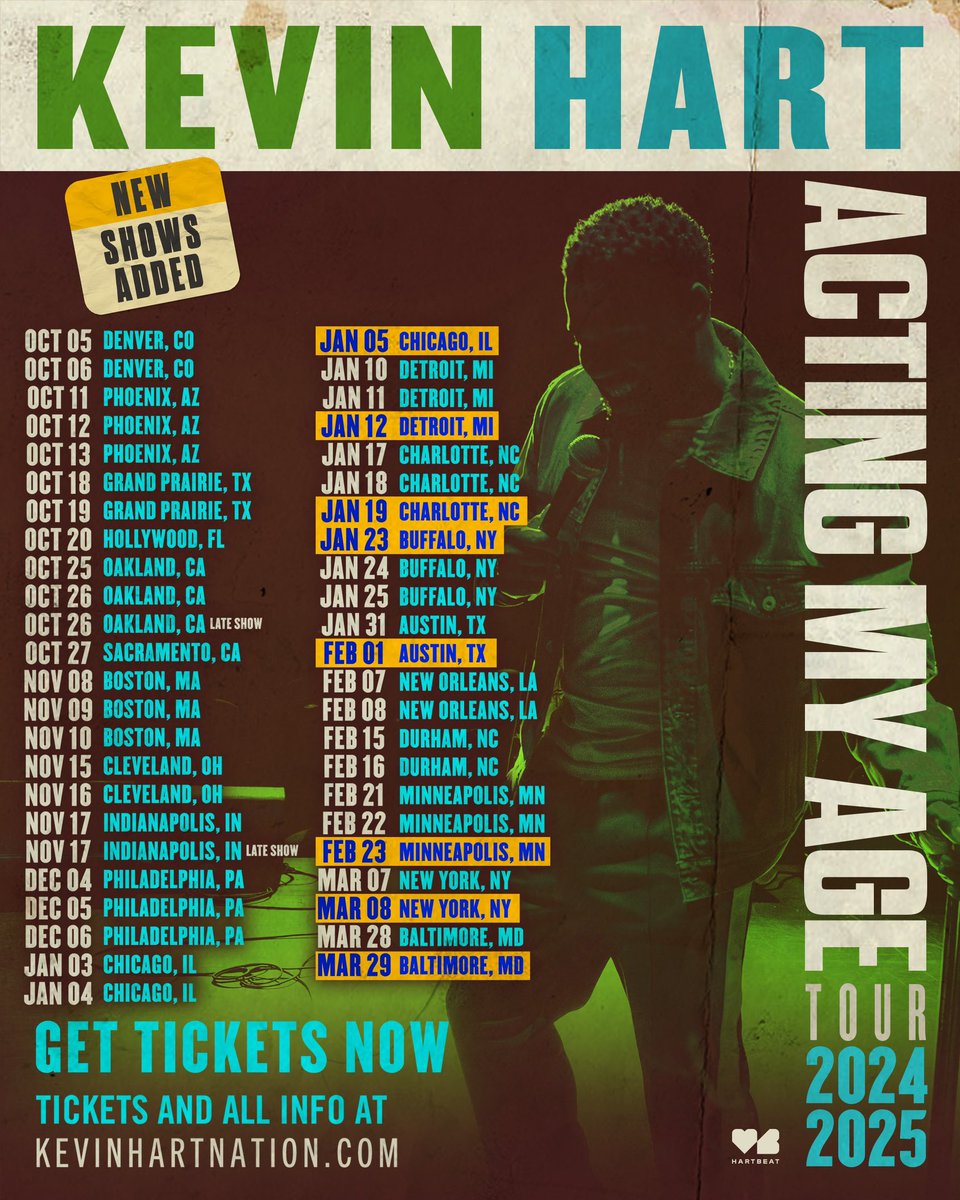 KEVIN HART
NEW
SHOWS
ADDED
OCT 05 DENVER, CO
OCT 06 DENVER, CO
OCT 11 PHOENIX, AZ
OCT 12 PHOENIX, AZ
OCT 13 PHOENIX, AZ
OCT 18 GRAND PRAIRIE, TX
OCT 19 GRAND PRAIRIE, TX
OCT 20 HOLLYWOOD, FL
OCT 25 OAKLAND, CA
OCT 26 OAKLAND, CA
OCT 26 OAKLAND, CA LATE SHOW
OCT 27 SACRAMENTO, CA
NOV 08 BOSTON, MA
NOV 09 BOSTON, MA
NOV 10 BOSTON, MA
NOV 15 CLEVELAND, OH
NOV 16 CLEVELAND, OH
NOV 17 INDIANAPOLIS, IN
NOV 17 INDIANAPOLIS, IN LATE SHOW
DEC 04 PHILADELPHIA, PA
DEC 05 PHILADELPHIA, PA
DEC 06 PHILADELPHIA, PA
JAN 03 CHICAGO, IL
JAN 04 CHICAGO, IL
JAN 05 CHICAGO, IL
JAN 10 DETROIT, MI
JAN 11 DETROIT, MI
JAN 12 DETROIT, MI
JAN 17 CHARLOTTE, NC
JAN 18 CHARLOTTE, NC
JAN 19 CHARLOTTE, NC
JAN 23 BUFFALO, NY
JAN 24 BUFFALO, NY
JAN 25 BUFFALO, NY
JAN 31 AUSTIN, TX
FEB 01 AUSTIN, TX
FEB 07 NEW ORLEANS, LA
FEB 08 NEW ORLEANS, LA
FEB 15 DURHAM, NC
FEB 16 DURHAM, NC
FEB 21 MINNEAPOLIS, MN
FEB 22 MINNEAPOLIS, MN
FEB 23 MINNEAPOLIS, MN
MAR 07 NEW YORK, NY
MAR 08 NEW YORK, NY
MAR 28 BALTIMORE, MD
MAR 29 BALTIMORE, MD
ACTING MY AGE
TOUR
2024
2025
GET TICKETS NOW
TICKETS AND ALL INFO AT
KEVINHARTNATION.COM
HARTBEAT